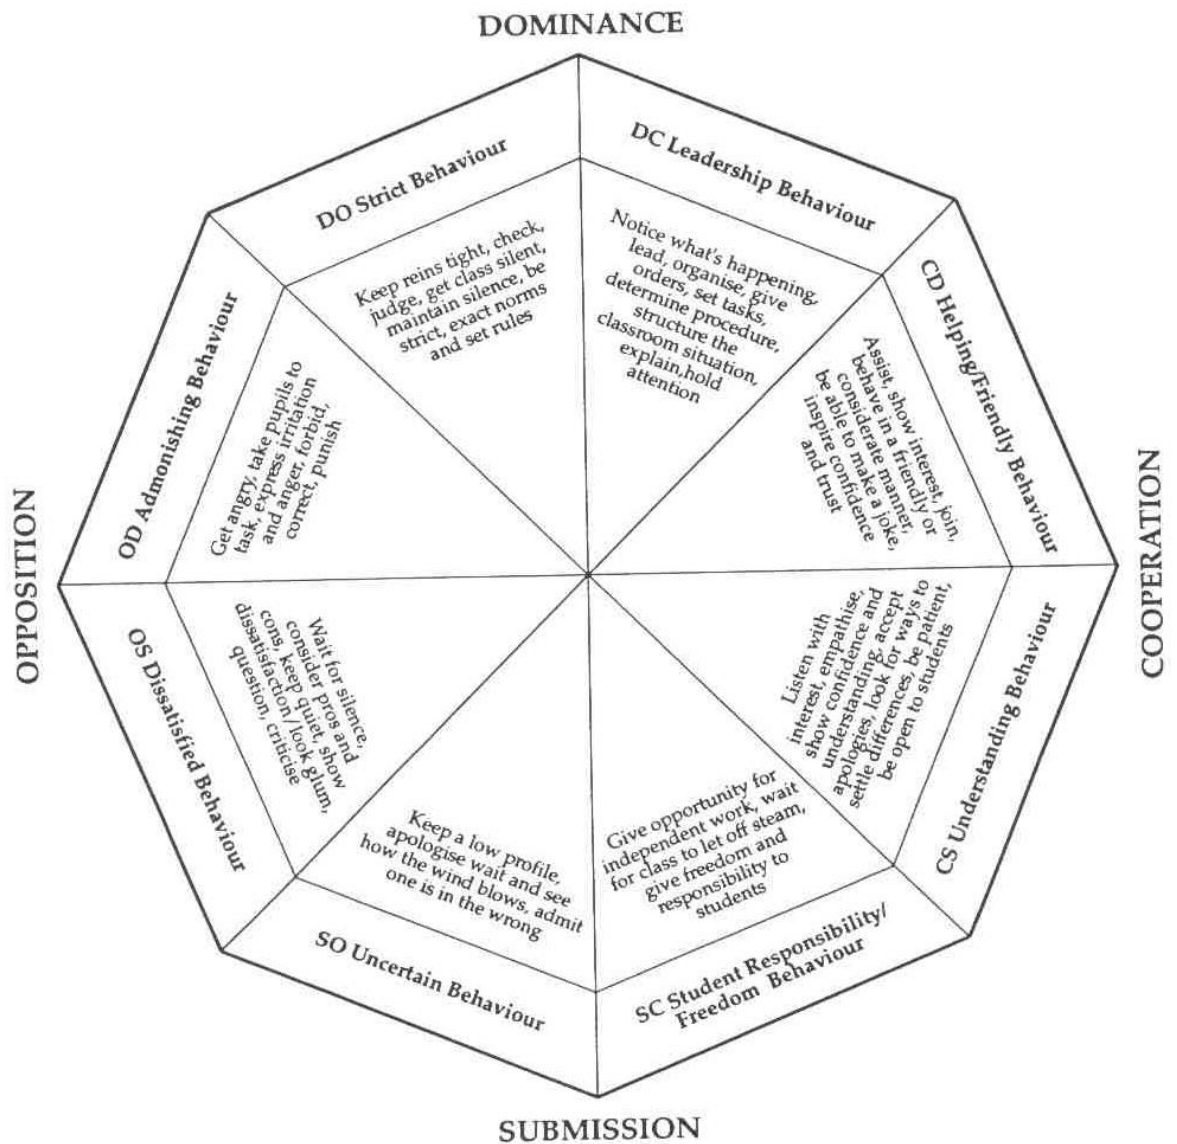 DOMINANCE
DC Leadership Behaviour
Notice what's happening,
lead, organise, give
orders, set tasks,
determine procedure,
structure the
classroom situation,
explain,hold
attention
CD Helping/Friendly Behaviour
Assist, show interest, join,
behave in a friendly or
considerate manner,
be able to make a joke,
inspire confidence
and trust
COOPERATION
CS Understanding Behaviour
Listen with
interest, empathise,
show confidence and
understanding, accept
apologies, look for ways to
settle differences, be patient,
be open to students
SC Student Responsibility/
Freedom Behaviour
Give opportunity for
independent work, wait
for class to let off steam,
give freedom and
responsibility to
students
SUBMISSION
SO Uncertain Behaviour
Keep a low profile,
apologise wait and see
how the wind blows, admit
one is in the wrong
OS Dissatisfied Behaviour
Wait for silence,
consider pros and
cons, keep quiet, show
dissatisfaction/look glum,
question, criticise
OPPOSITION
OD Admonishing Behaviour
Get angry, take pupils to
task, express irritation
and anger, forbid,
correct, punish
DO Strict Behaviour
Keep reins tight, check,
judge, get class silent,
maintain silence, be
strict, exact norms
and set rules